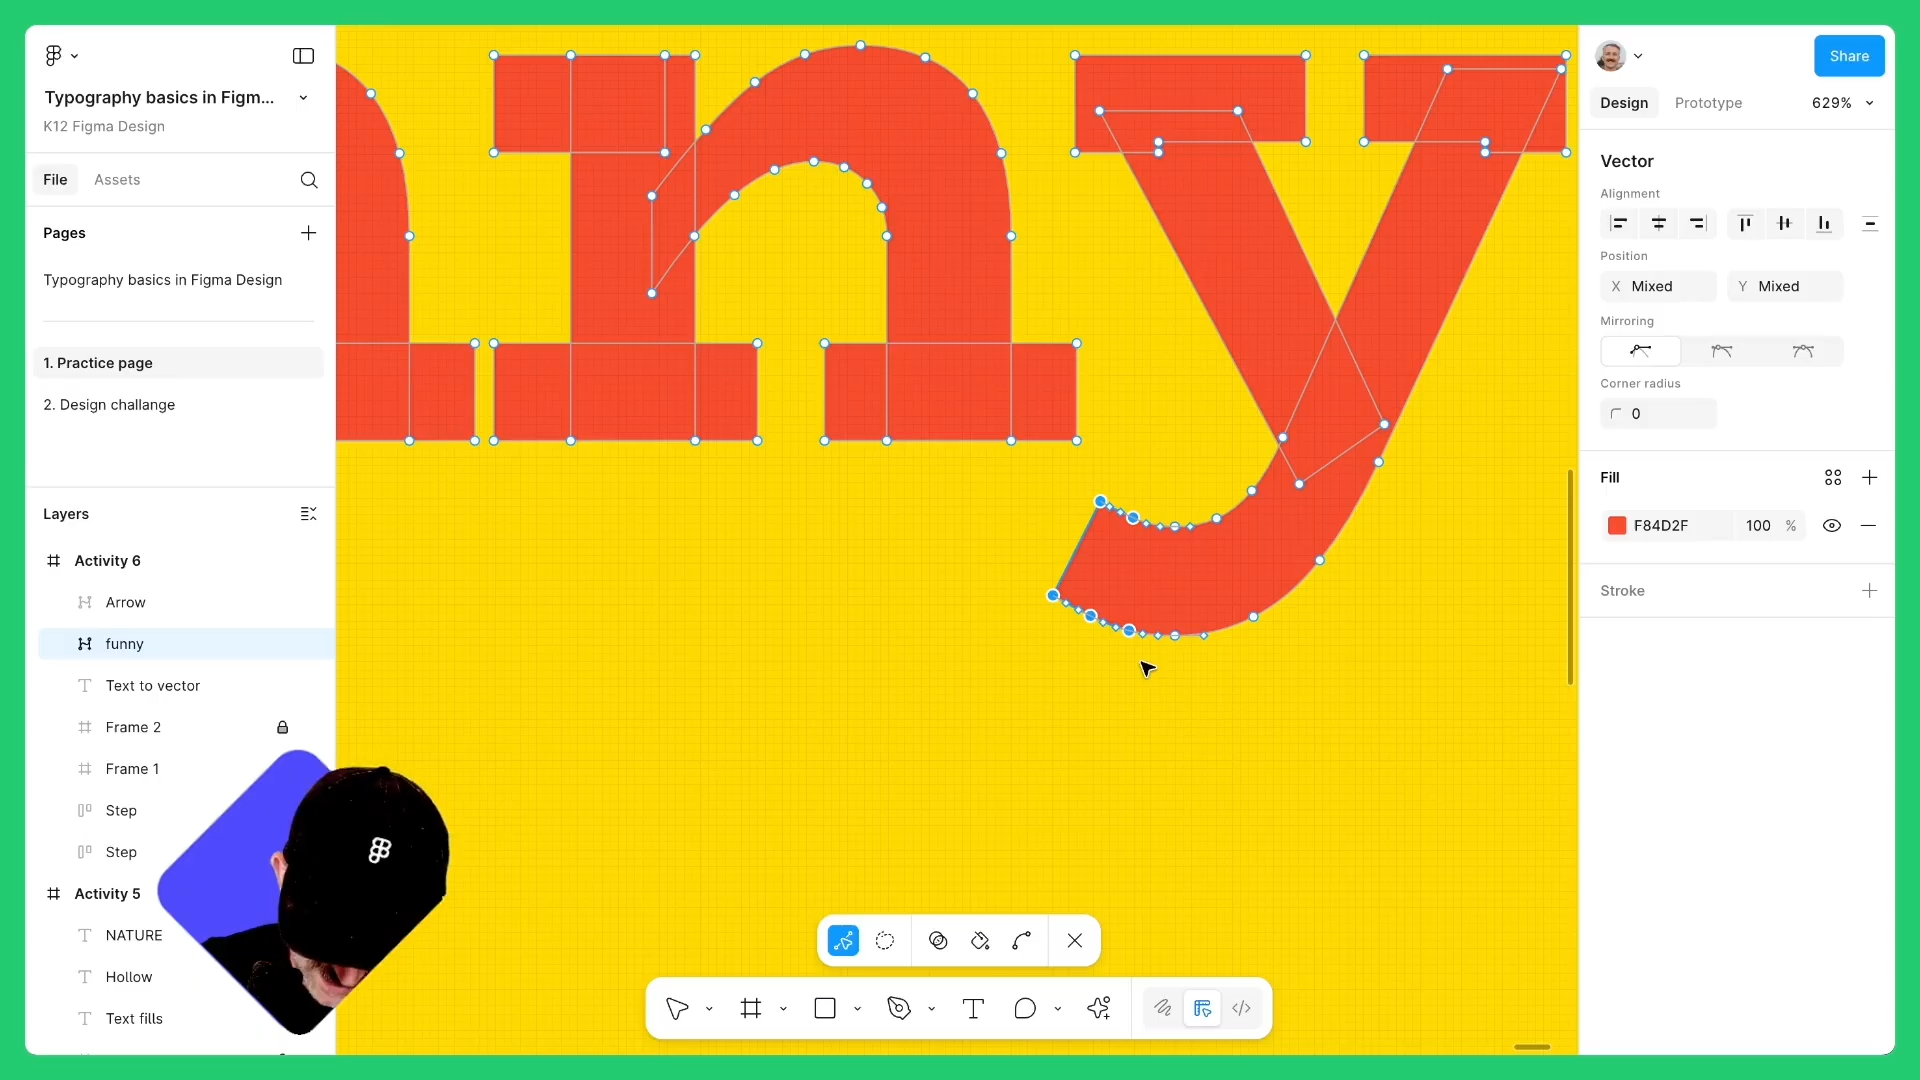 Typography basics in Figm...
K12 Figma Design
File
Assets
Pages
Typography basics in Figma Design
1. Practice page
2. Design challange
Layers
Activity 6
Arrow
funny
Text to vector
Frame 2
Frame 1
Step
Step
Activity 5
NATURE
Hollow
Text fills
ny
Share
Design
Prototype
629%
Vector
Alignment
Position
X Mixed
Y Mixed
Mirroring
Corner radius
0
Fill
F84D2F
100 %
Stroke